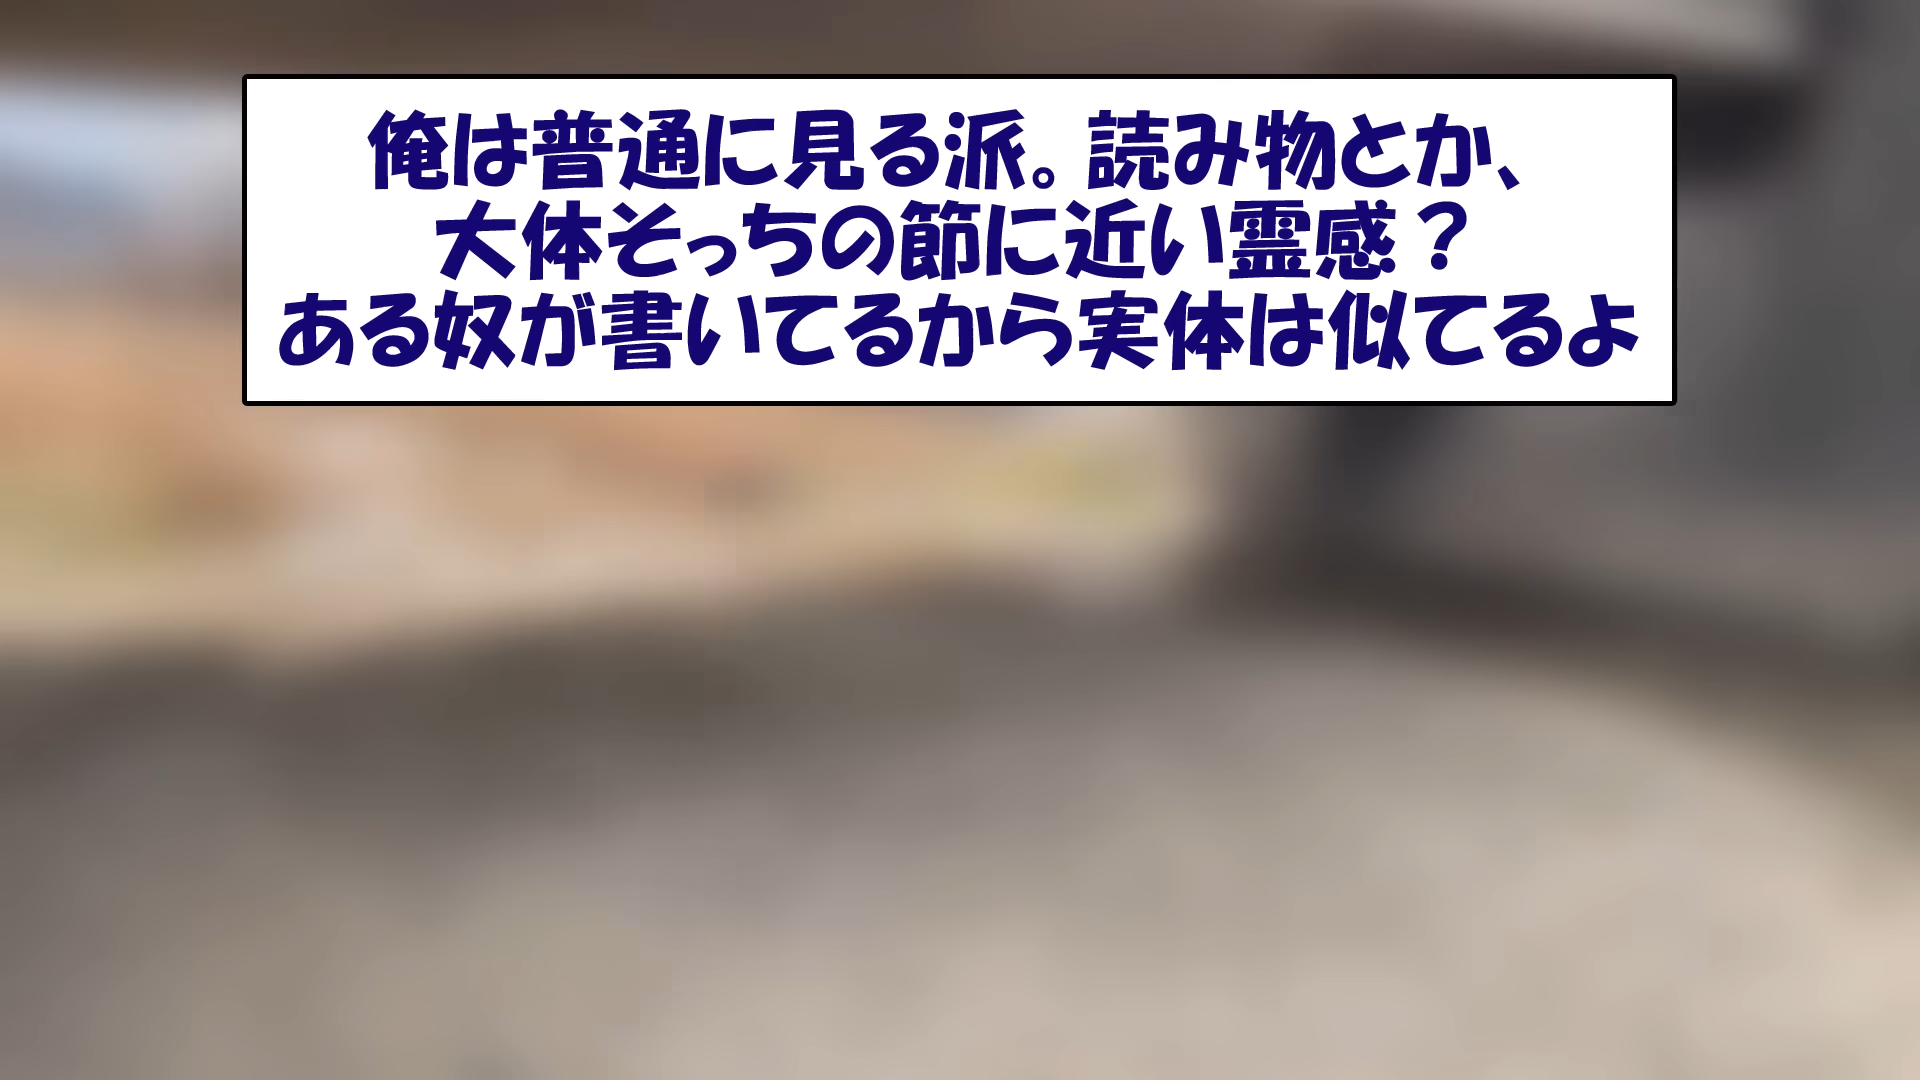 俺は普通に見る派。読み物とか、
大体そっちの節に近い霊感？
ある奴が書いてるから実体は似てるよ